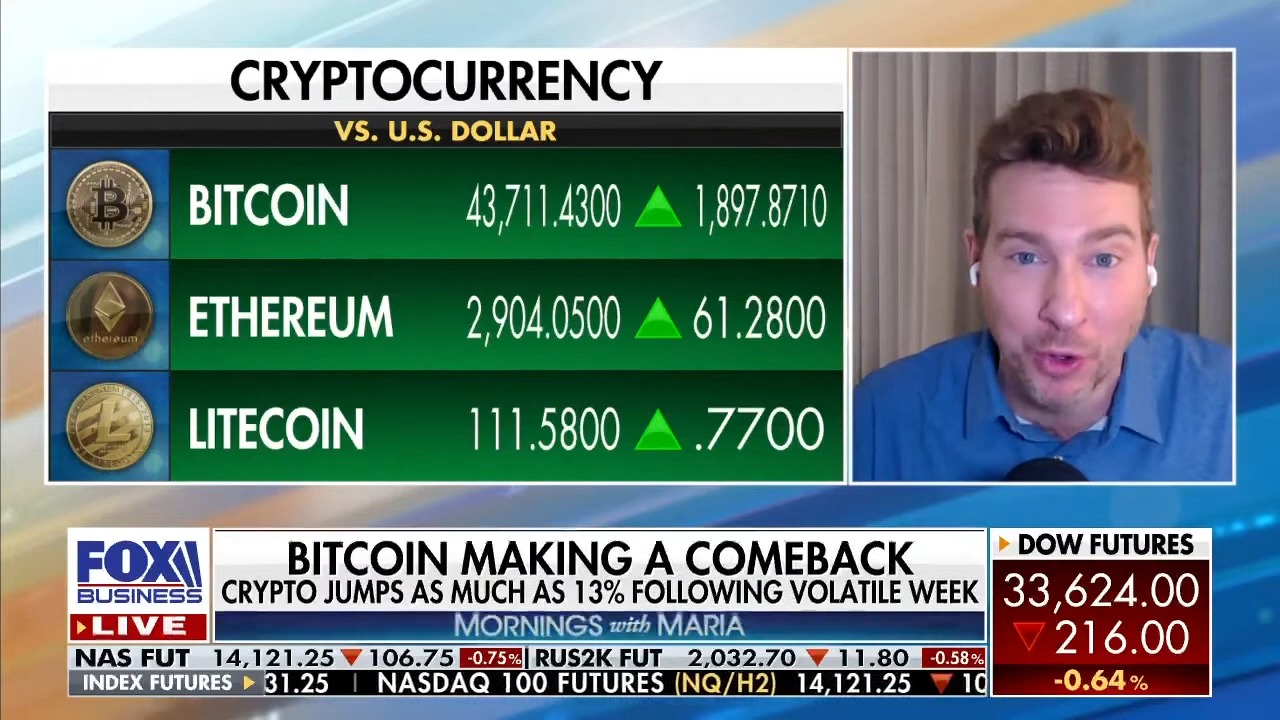 CRYPTOCURRENCY
VS. U.S. DOLLAR
BITCOIN 43,711.4300 ▲ 1,897.8710
ethereum
ETHEREUM 2,904.0500 ▲ 61.2800
LITECOIN 111.5800 ▲ .7700
FOX
BUSINESS
LIVE
BITCOIN MAKING A COMEBACK
CRYPTO JUMPS AS MUCH AS 13% FOLLOWING VOLATILE WEEK
MORNINGS with MARIA
DOW FUTURES
33,624.00
▼ 216.00
-0.64%
NAS FUT 14,121.25 ▼ 106.75 -0.75% RUS2K FUT 2,032.70 ▼ 11.80 -0.58%
INDEX FUTURES 31.25 | NASDAQ 100 FUTURES (NQ/H2) 14,121.25 ▼ 10